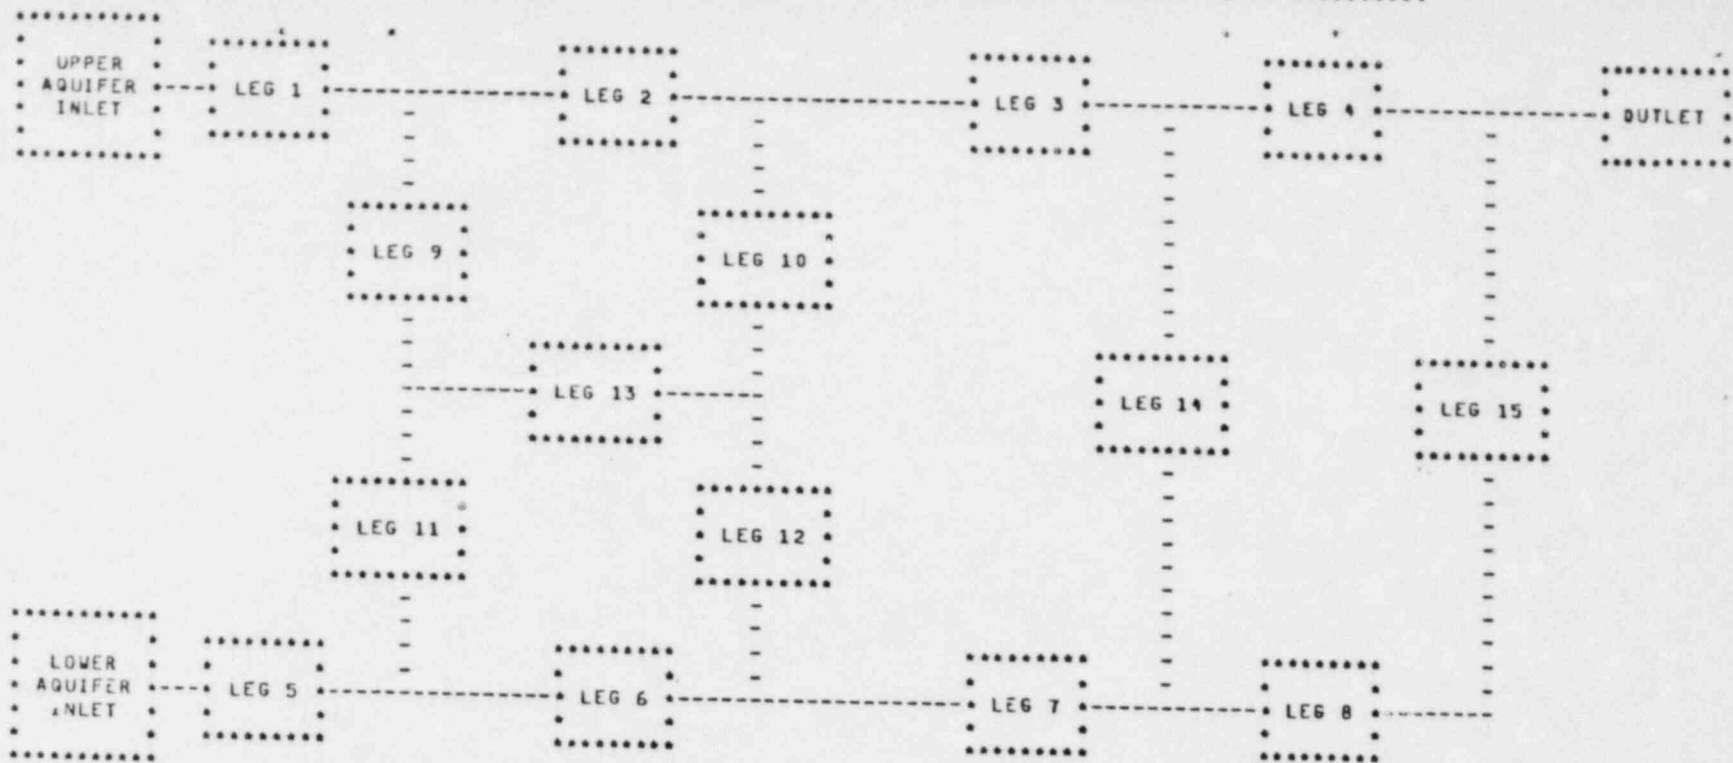 UPPER
AQUIFER
INLET
LEG 1
LEG 2
LEG 3
LEG 4
OUTLET
LEG 9
LEG 10
LEG 13
LEG 14
LEG 15
LEG 11
LEG 12
LOWER
AQUIFER
INLET
LEG 5
LEG 6
LEG 7
LEG 8